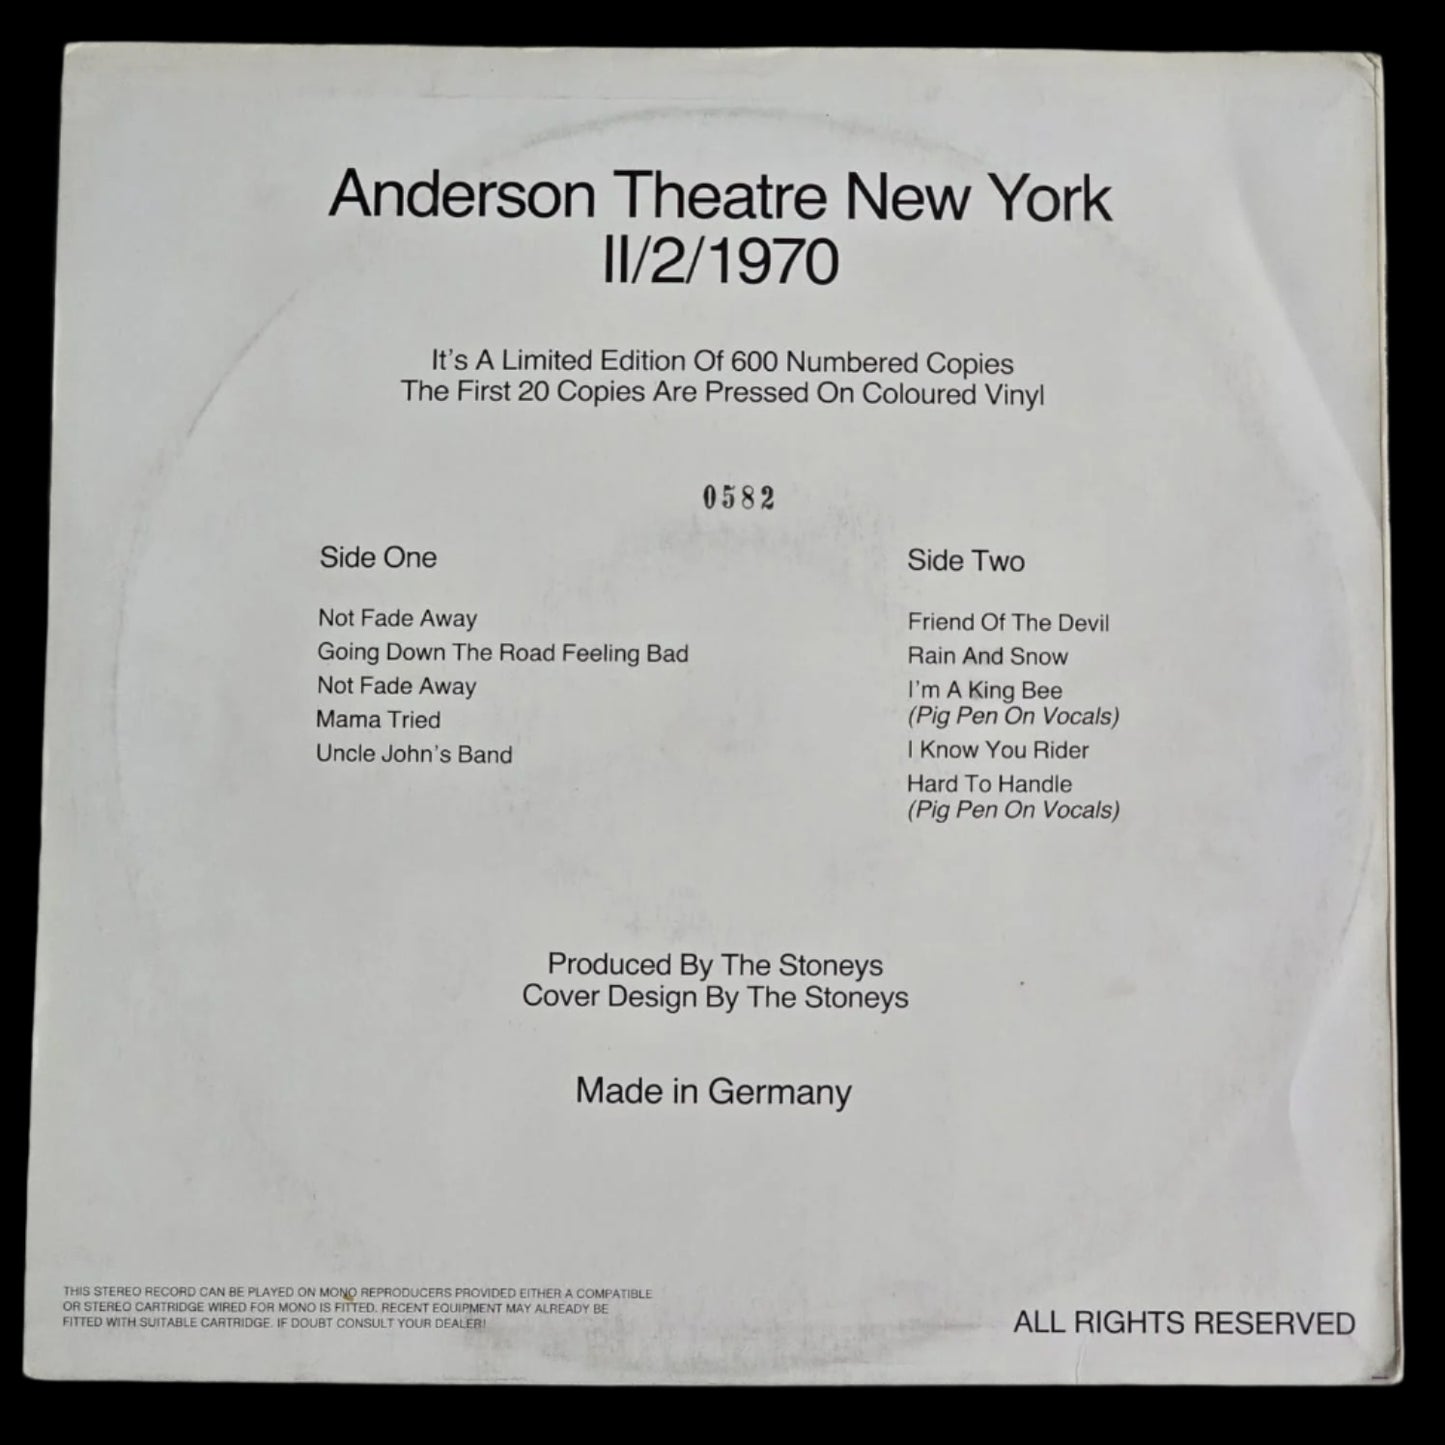 Anderson Theatre New York
II/2/1970
It's A Limited Edition Of 600 Numbered Copies
The First 20 Copies Are Pressed On Coloured Vinyl
0582
Side One
Not Fade Away
Going Down The Road Feeling Bad
Not Fade Away
Mama Tried
Uncle John's Band
Side Two
Friend Of The Devil
Rain And Snow
I'm A King Bee
(Pig Pen On Vocals)
I Know You Rider
Hard To Handle
(Pig Pen On Vocals)
Produced By The Stoneys
Cover Design By The Stoneys
Made in Germany
THIS STEREO RECORD CAN BE PLAYED ON MONO REPRODUCERS PROVIDED EITHER A COMPATIBLE
OR STEREO CARTRIDGE WIRED FOR MONO IS FITTED. RECENT EQUIPMENT MAY ALREADY BE
FITTED WITH SUITABLE CARTRIDGE. IF DOUBT CONSULT YOUR DEALER!
ALL RIGHTS RESERVED